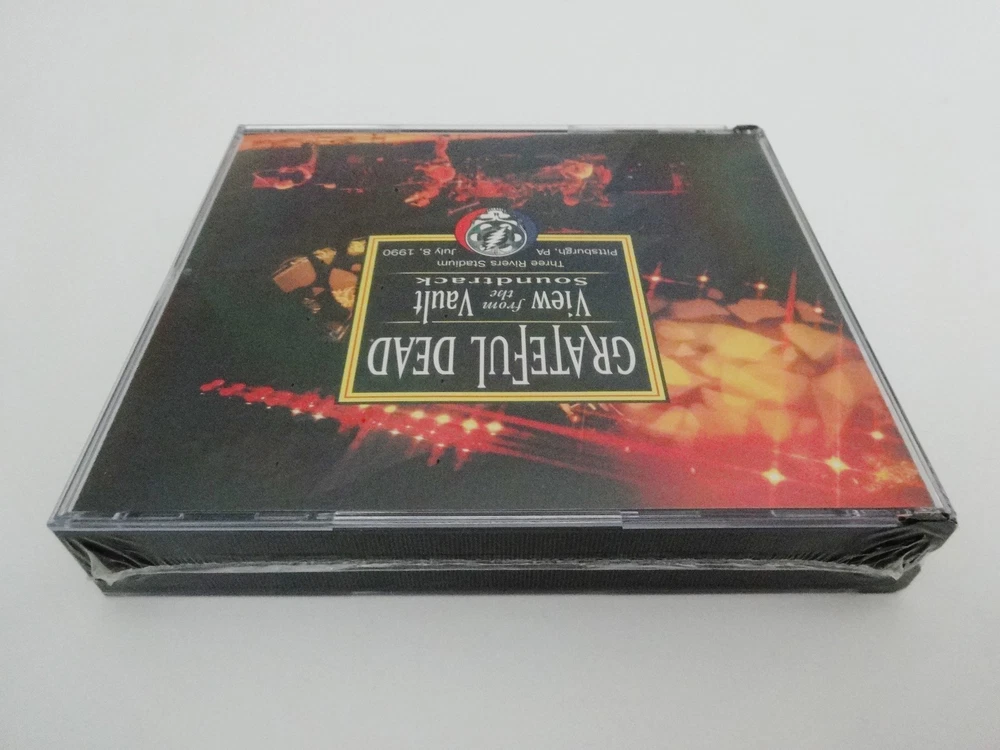 GRATEFUL DEAD
View from the Vault
Soundtrack
Three Rivers Stadium
Pittsburgh, PA July 8, 1990